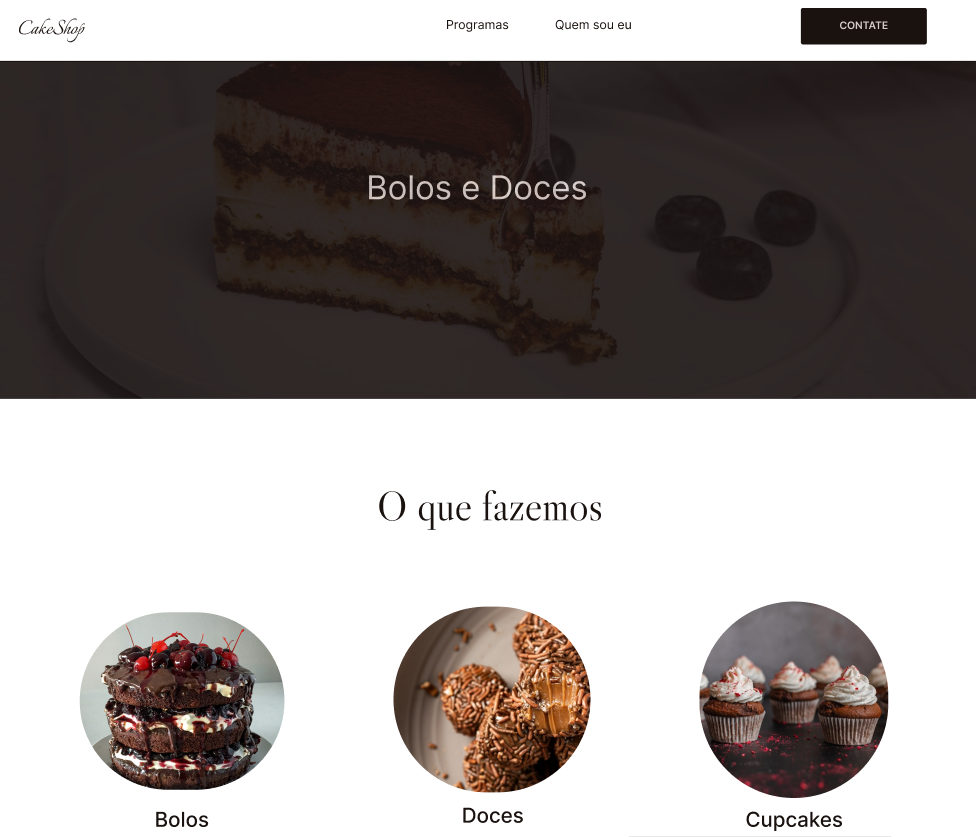 CakeShop
Programas
Quem sou eu
CONTATE
Bolos e Doces
O que fazemos
Bolos
Doces
Cupcakes